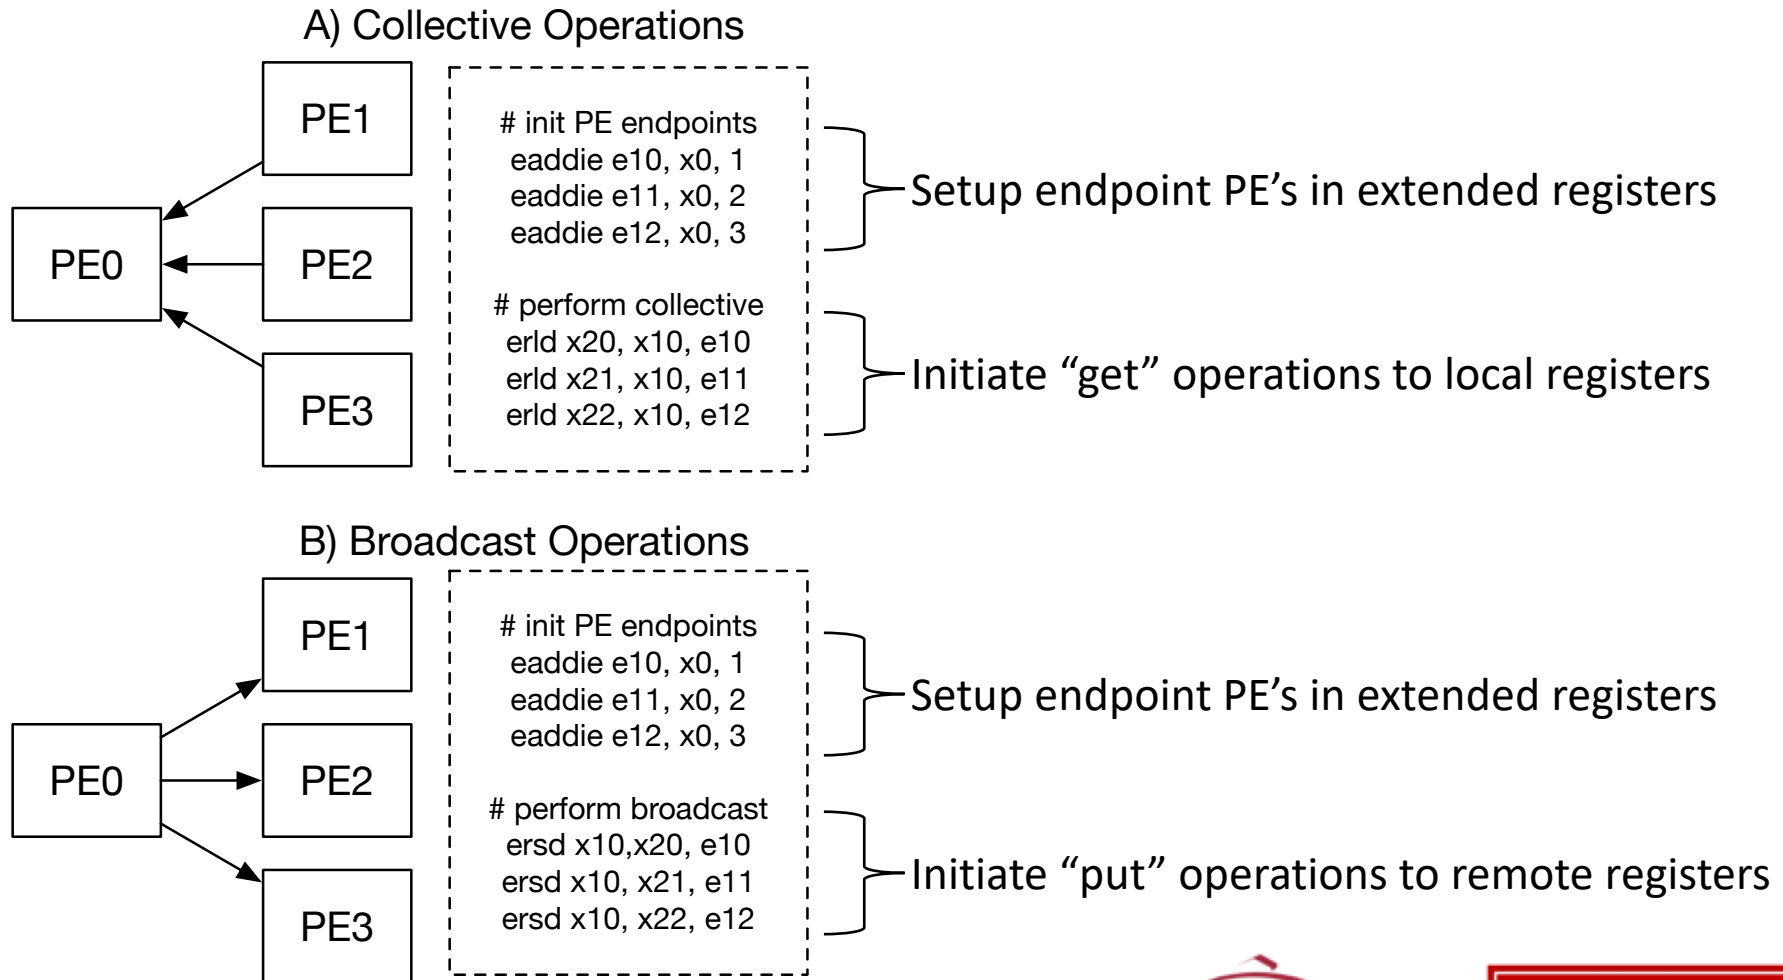 A) Collective Operations
PE1
PE0
PE2
PE3
# init PE endpoints
eaddie e10, x0, 1
eaddie e11, x0, 2
eaddie e12, x0, 3
# perform collective
erld x20, x10, e10
erld x21, x10, e11
erld x22, x10, e12
Setup endpoint PE’s in extended registers
Initiate “get” operations to local registers
B) Broadcast Operations
PE1
PE0
PE2
PE3
# init PE endpoints
eaddie e10, x0, 1
eaddie e11, x0, 2
eaddie e12, x0, 3
# perform broadcast
ersd x10,x20, e10
ersd x10, x21, e11
ersd x10, x22, e12
Setup endpoint PE’s in extended registers
Initiate “put” operations to remote registers